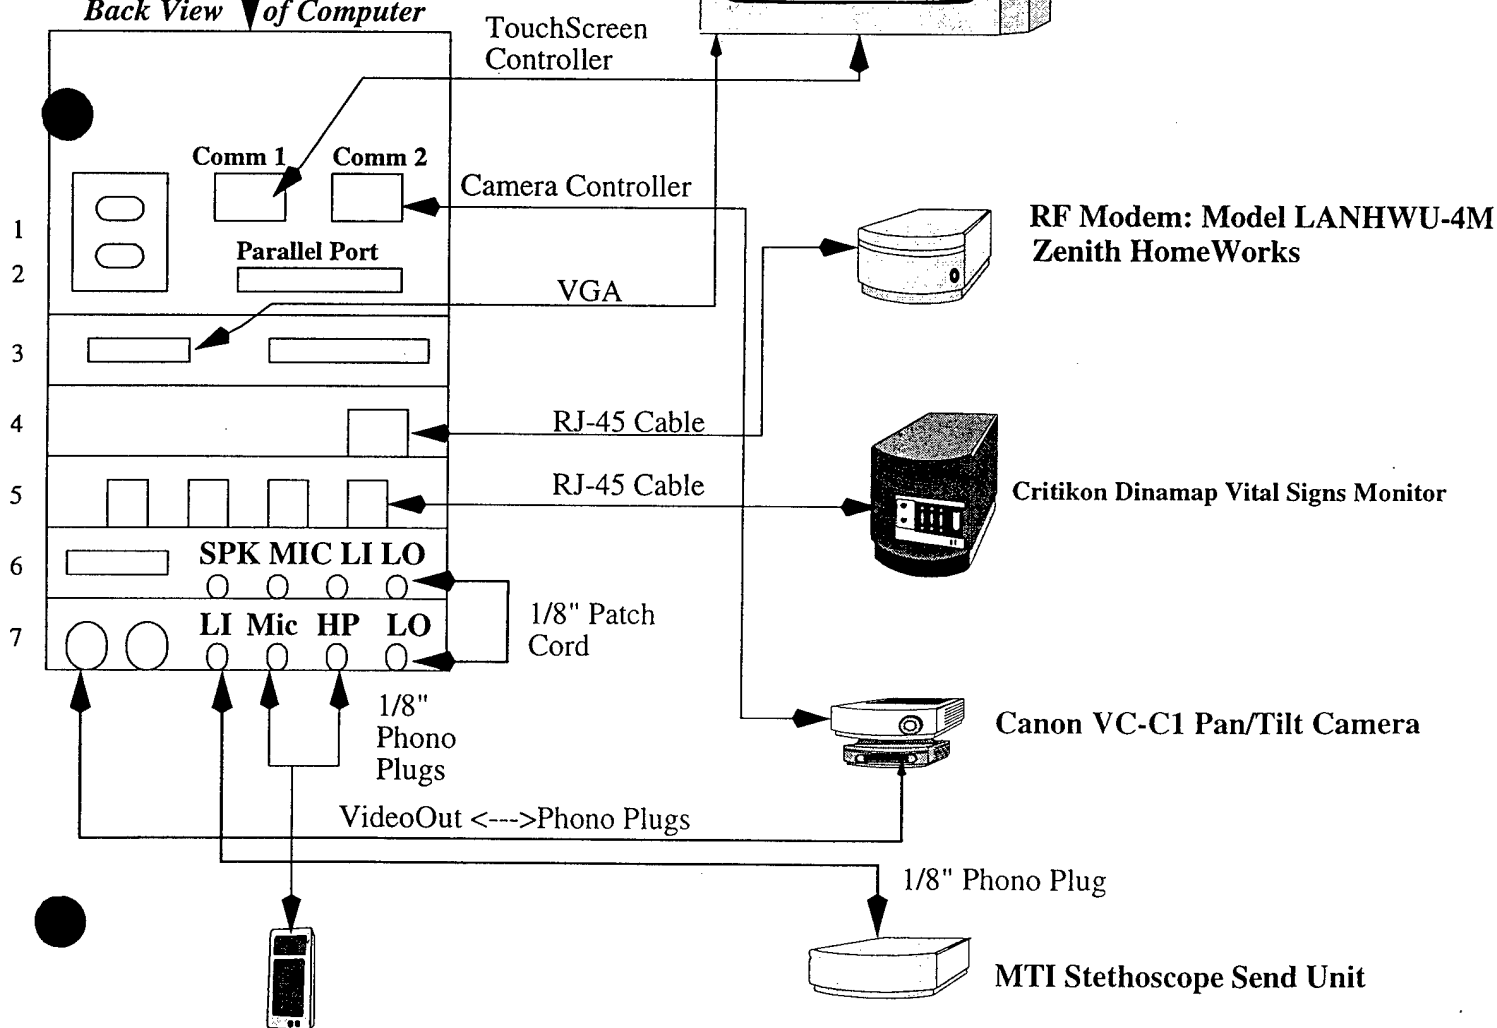 Back View of Computer
TouchScreen
Controller
Comm 1
Comm 2
Camera Controller
RF Modem: Model LANHWU-4M
Zenith HomeWorks
1
Parallel Port
2
VGA
3
4
RJ-45 Cable
5
RJ-45 Cable
Critikon Dinamap Vital Signs Monitor
6
SPK MIC LI LO
1/8" Patch
Cord
7
LI Mic HP LO
1/8"
Phono
Plugs
Canon VC-C1 Pan/Tilt Camera
VideoOut <--->Phono Plugs
1/8" Phono Plug
MTI Stethoscope Send Unit